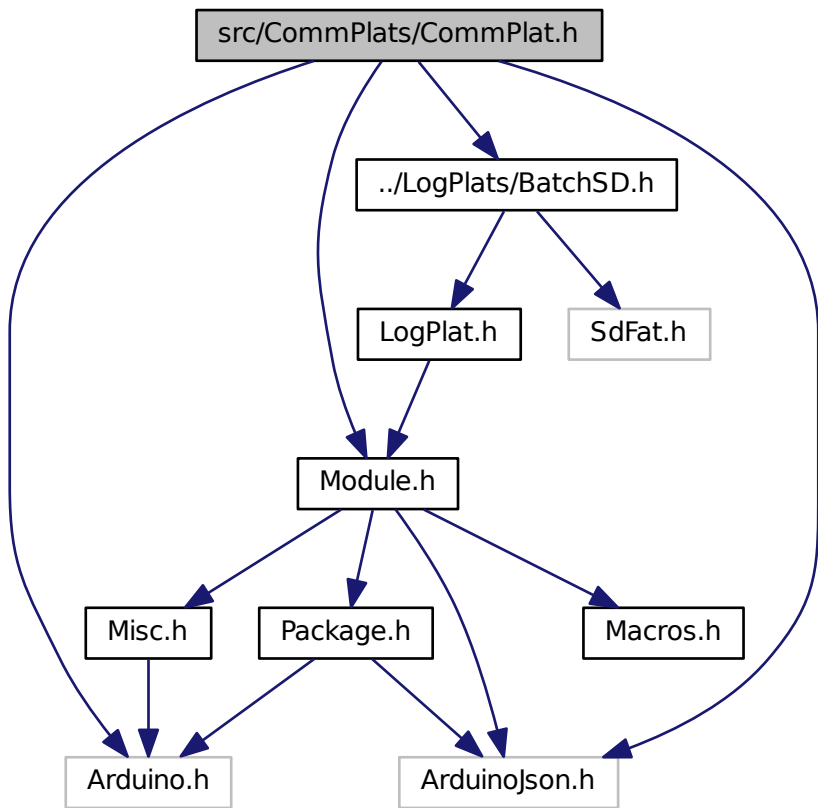 src/CommPlats/CommPlat.h
../LogPlats/BatchSD.h
LogPlat.h
SdFat.h
Module.h
Misc.h
Package.h
Macros.h
Arduino.h
ArduinoJson.h